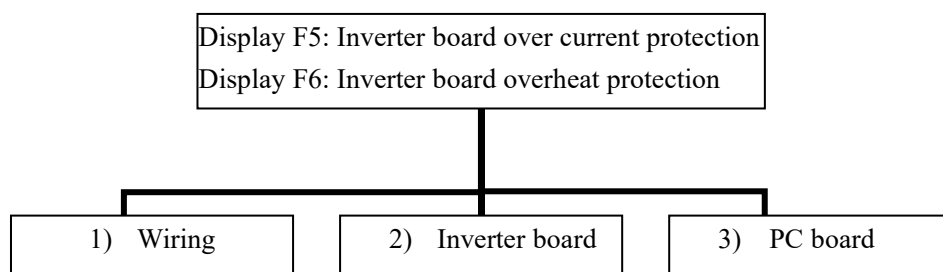 Display F5: Inverter board over current protection
Display F6: Inverter board overheat protection
1) Wiring
2) Inverter board
3) PC board